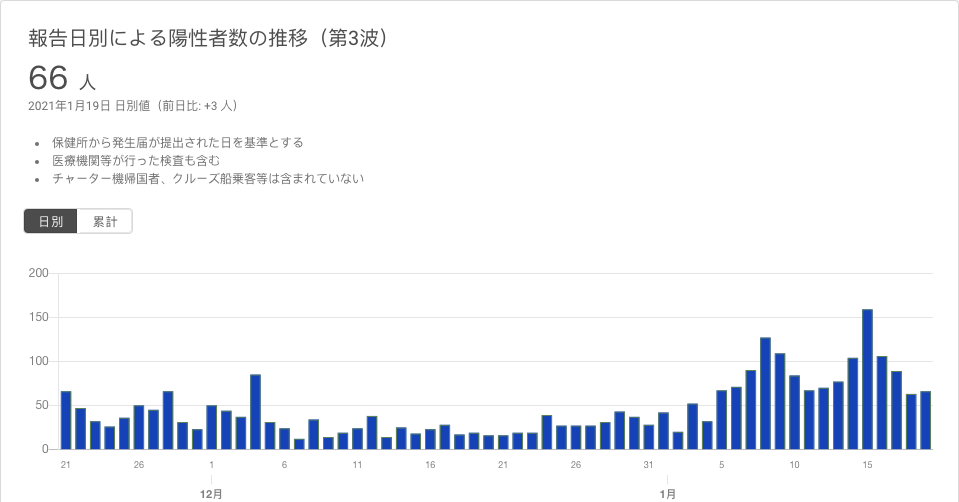 報告日別による陽性者数の推移（第3波）
66 人
2021年1月19日 日別値（前日比: +3 人）
• 保健所から発生届が提出された日を基準とする
• 医療機関等が行った検査も含む
• チャーター機帰国者、クルーズ船乗客等は含まれていない
日別 累計
200
150
100
50
0
21 26 1 6 11 16 21 26 31 5 10 15
12月 1月